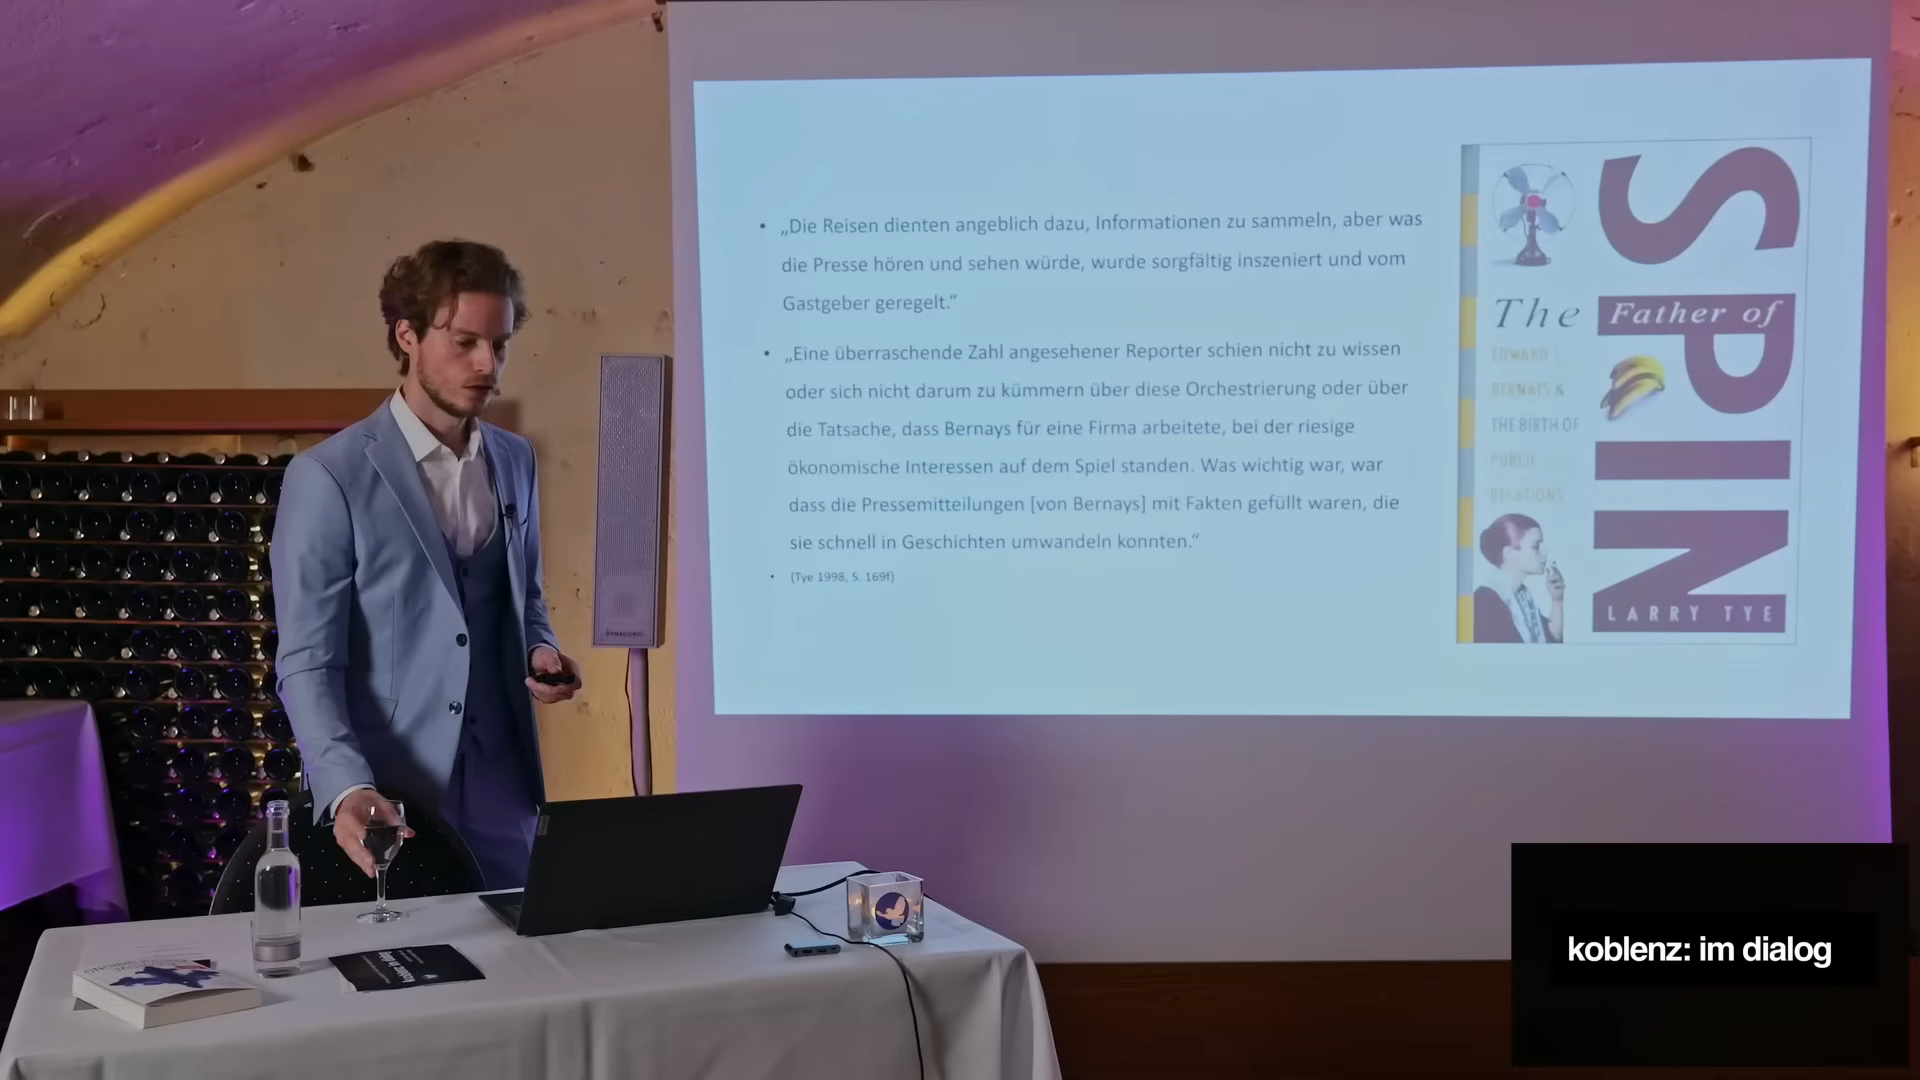 • „Die Reisen dienten angeblich dazu, Informationen zu sammeln, aber was
die Presse hören und sehen würde, wurde sorgfältig inszeniert und vom
Gastgeber geregelt.“
• „Eine überraschende Zahl angesehener Reporter schien nicht zu wissen
oder sich nicht darum zu kümmern über diese Orchestrierung oder über
die Tatsache, dass Bernays für eine Firma arbeitete, bei der riesige
ökonomische Interessen auf dem Spiel standen. Was wichtig war, war
dass die Pressemitteilungen [von Bernays] mit Fakten gefüllt waren, die
sie schnell in Geschichten umwandeln konnten.“
• (Tye 1998, S. 169f)
The Father of
SPIN
EDWARD L.
BERNAYS &
THE BIRTH OF
PUBLIC
RELATIONS
LARRY TYE
DYNACORD
koblenz: im dialog